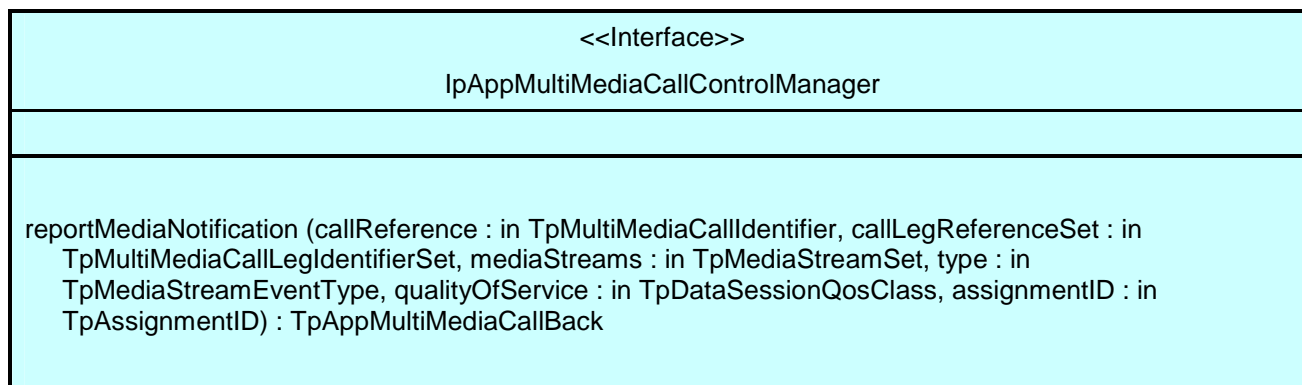 <<Interface>>
IpAppMultiMediaCallControlManager
reportMediaNotification (callReference : in TpMultiMediaCallIdentifier, callLegReferenceSet : in
TpMultiMediaCallLegIdentifierSet, mediaStreams : in TpMediaStreamSet, type : in
TpMediaStreamEventType, qualityOfService : in TpDataSessionQosClass, assignmentID : in
TpAssignmentID) : TpAppMultiMediaCallBack